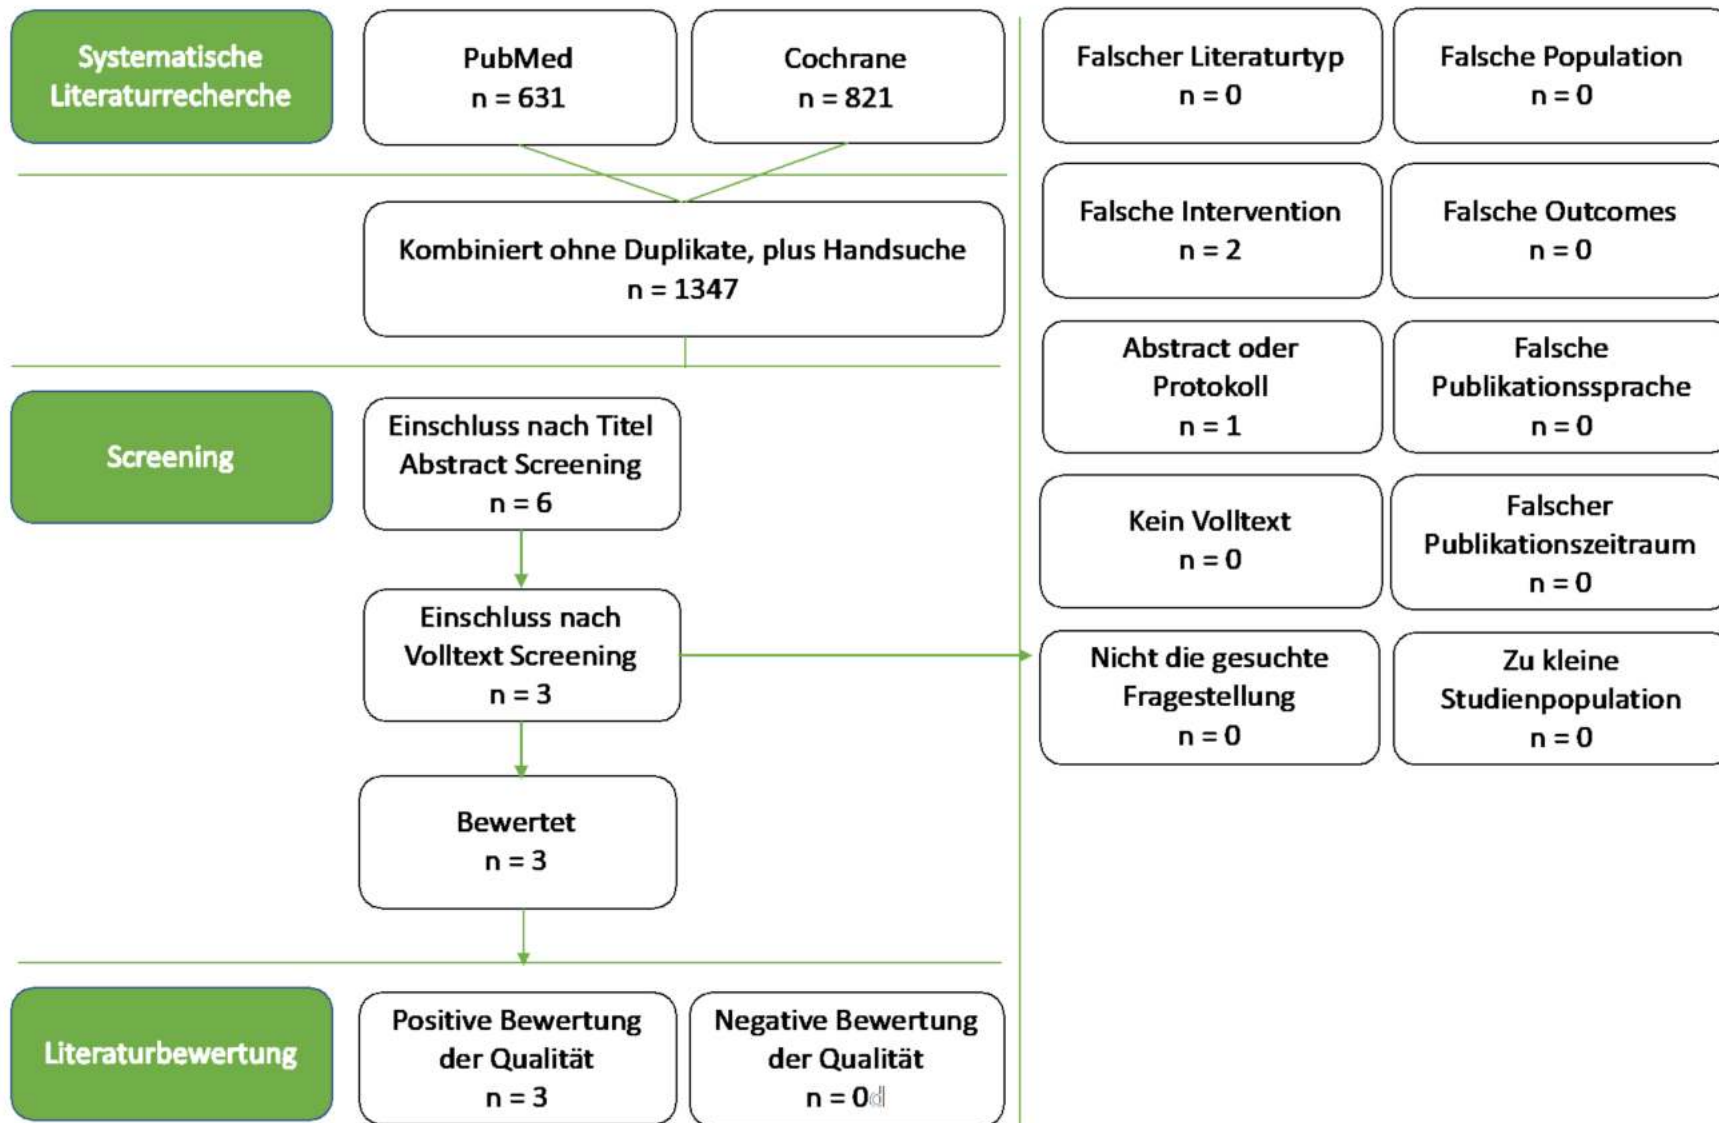 Systematische
Literaturrecherche
PubMed
n = 631
Cochrane
n = 821
Kombiniert ohne Duplikate, plus Handsuche
n = 1347
Screening
Einschluss nach Titel
Abstract Screening
n = 6
Einschluss nach
Volltext Screening
n = 3
Bewertet
n = 3
Literaturbewertung
Positive Bewertung
der Qualität
n = 3
Negative Bewertung
der Qualität
n = 0d
Falscher Literaturtyp
n = 0
Falsche Population
n = 0
Falsche Intervention
n = 2
Falsche Outcomes
n = 0
Abstract oder
Protokoll
n = 1
Falsche
Publikationssprache
n = 0
Kein Volltext
n = 0
Falscher
Publikationszeitraum
n = 0
Nicht die gesuchte
Fragestellung
n = 0
Zu kleine
Studienpopulation
n = 0